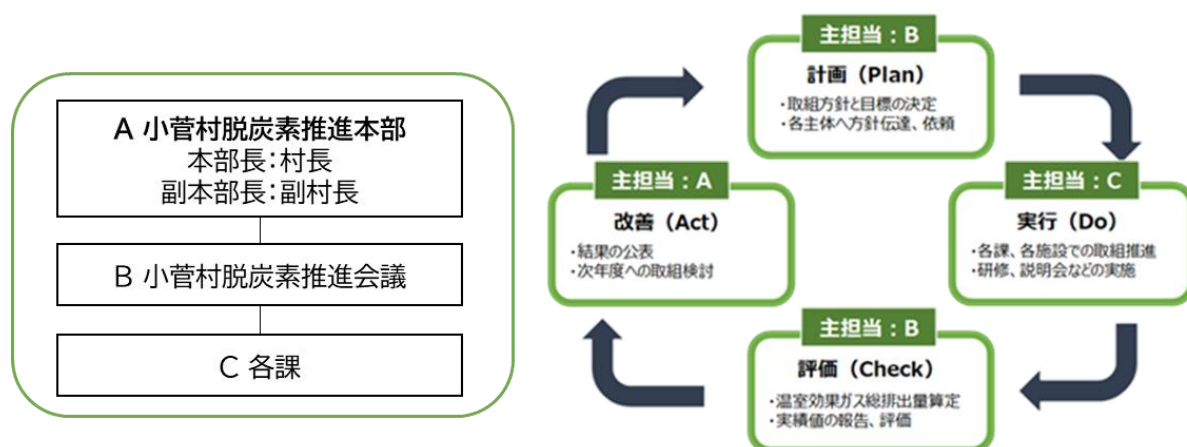 A 小菅村脱炭素推進本部
本部長：村長
副本部長：副村長
B 小菅村脱炭素推進会議
C 各課
主担当：B
計画（Plan）
・取組方針と目標の決定
・各主体へ方針伝達、依頼
主担当：C
実行（Do）
・各課、各施設での取組推進
・研修、説明会などの実施
主担当：B
評価（Check）
・温室効果ガス総排出量算定
・実績値の報告、評価
主担当：A
改善（Act）
・結果の公表
・次年度への取組検討